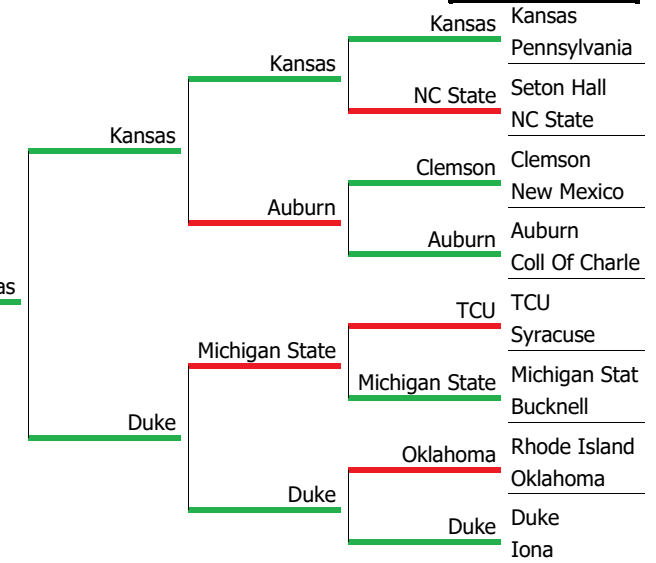 Kansas
Pennsylvania
Seton Hall
NC State
Clemson
New Mexico
Auburn
Coll Of Charle
TCU
Syracuse
Michigan Stat
Bucknell
Rhode Island
Oklahoma
Duke
Iona
Kansas
NC State
Clemson
Auburn
TCU
Michigan State
Oklahoma
Duke
Kansas
Auburn
Michigan State
Duke
Kansas
Duke
as